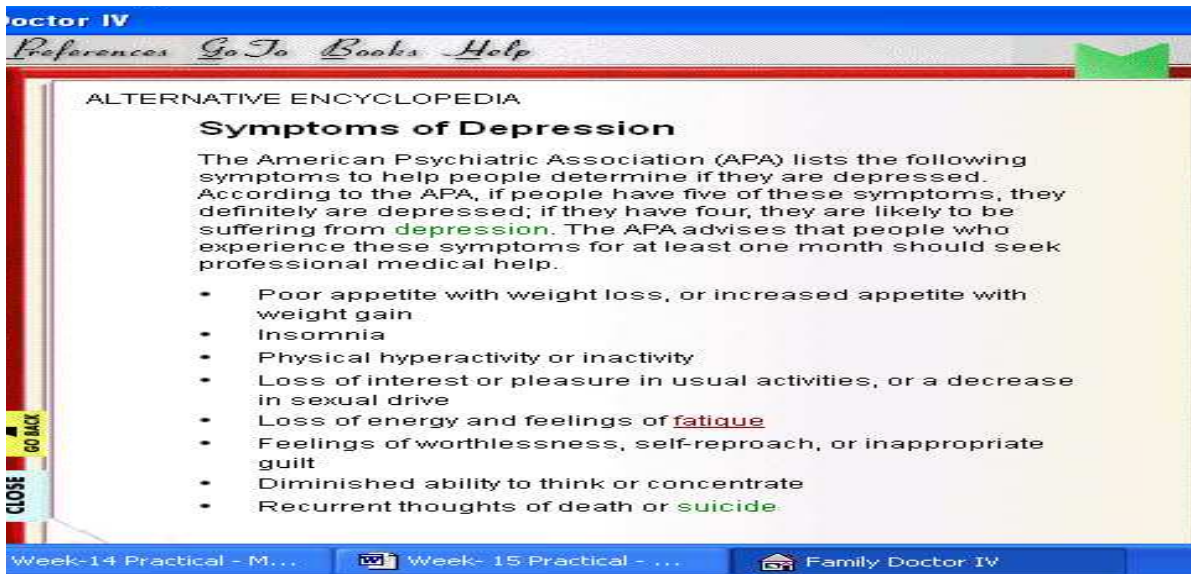 Doctor IV
Preferences Go To Books Help
ALTERNATIVE ENCYCLOPEDIA
Symptoms of Depression
The American Psychiatric Association (APA) lists the following
symptoms to help people determine if they are depressed.
According to the APA, if people have five of these symptoms, they
definitely are depressed; if they have four, they are likely to be
suffering from depression. The APA advises that people who
experience these symptoms for at least one month should seek
professional medical help.
• Poor appetite with weight loss, or increased appetite with
weight gain
• Insomnia
• Physical hyperactivity or inactivity
• Loss of interest or pleasure in usual activities, or a decrease
in sexual drive
• Loss of energy and feelings of fatique
• Feelings of worthlessness, self-reproach, or inappropriate
guilt
• Diminished ability to think or concentrate
• Recurrent thoughts of death or suicide
GO BACK
CLOSE
Week-14 Practical - M... Week- 15 Practical - ... Family Doctor IV